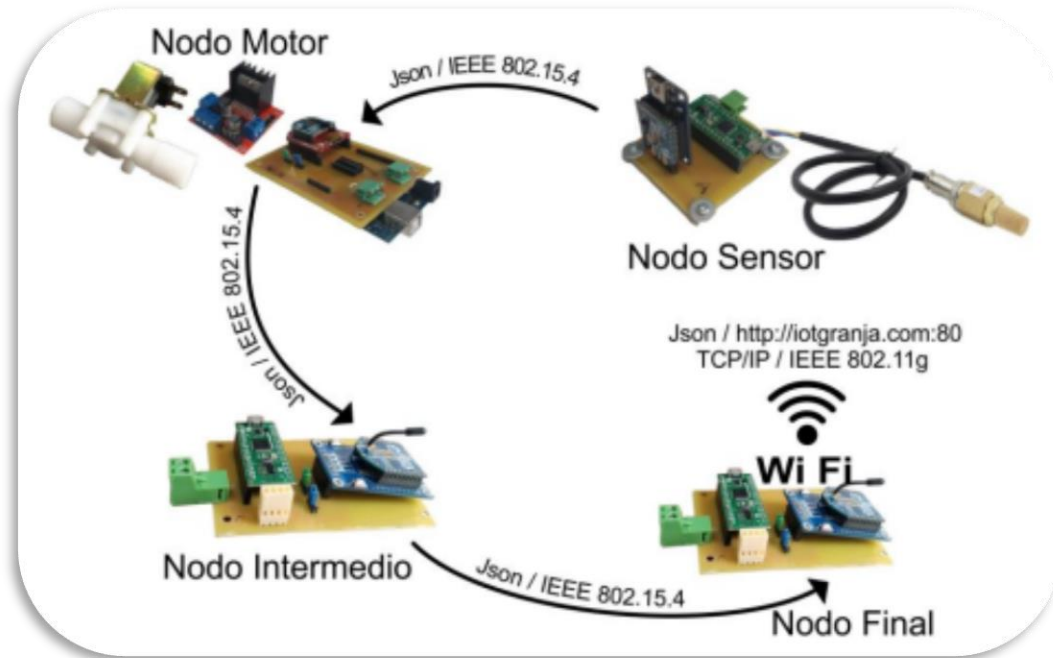 Nodo Motor
Json / IEEE 802.15.4
Nodo Sensor
Json / IEEE 802.15.4
Json / http://iotgranja.com:80
TCP/IP / IEEE 802.11g
Wi Fi
Nodo Intermedio
Json / IEEE 802.15.4
Nodo Final